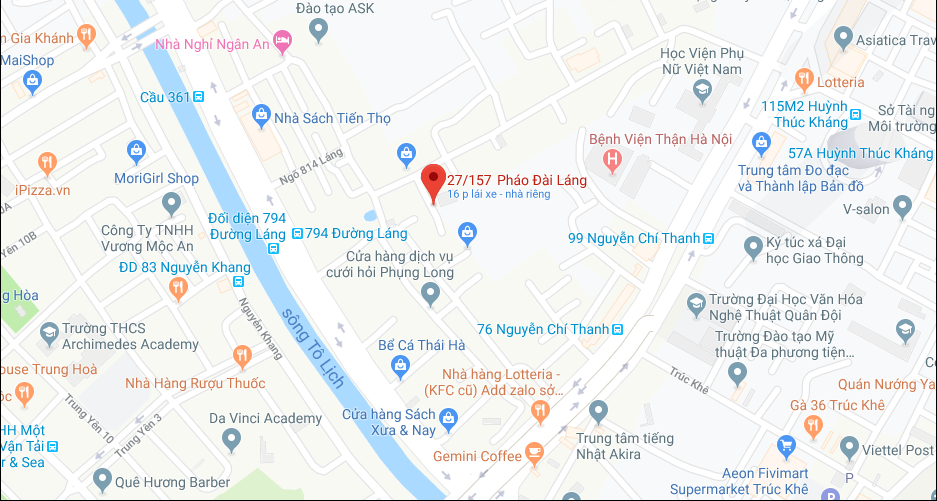 Đào tạo ASK
n Gia Khánh
Nhà Nghỉ Ngân An
Asiatica Trav
MaiShop
Học Viện Phụ
Nữ Việt Nam
Lotteria
Cầu 361
115M2 Huỳnh
Thúc Kháng
Sở Tài ng
Môi trường
Nhà Sách Tiến Thọ
Bệnh Viện Thận Hà Nội
57A Huỳnh Thúc Kháng
Ngõ 814 Láng
Trung tâm Đo đạc
và Thành lập Bản đồ
MoriGirl Shop
iPizza.vn
27/157 Pháo Đài Láng
16 p lái xe - nhà riêng
0A
V-salon
Yên 10B
Công Ty TNHH
Vương Mộc An
Đối diện 794
Đường Láng
794 Đường Láng
99 Nguyễn Chí Thanh
Ký túc xá Đại
học Giao Thông
Cửa hàng dịch vụ
cưới hỏi Phụng Long
ĐD 83 Nguyễn Khang
g Hòa
Trường Đại Học Văn Hóa
Nghệ Thuật Quân Đội
Nguyễn Khang
sông Tô Lịch
Trường THCS
Archimedes Academy
76 Nguyễn Chí Thanh
Trường Đào tạo Mỹ
thuật Đa phương tiện...
Bể Cá Thái Hà
ouse Trung Hoà
Nhà Hàng Rượu Thuốc
Nhà hàng Lotteria -
(KFC cũ) Add zalo sở...
Trúc Khê
Quán Nướng Ya
Trung Yên 10
Trung Yên 3
Da Vinci Academy
Cửa hàng Sách
Xưa & Nay
Gà 36 Trúc Khê
HH Một
Vận Tải
r & Sea
Trung tâm tiếng
Nhật Akira
Viettel Post
Gemini Coffee
Aeon Fivimart
Supermarket Trúc Khê
Quê Hương Barber
P
P